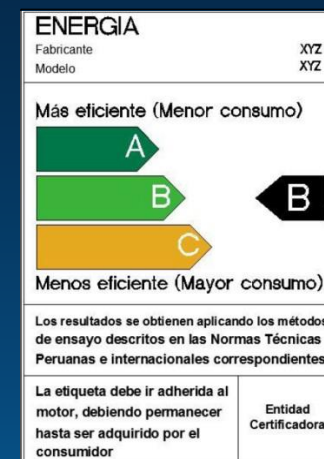 ENERGIA
Fabricante XYZ
Modelo XYZ
Más eficiente (Menor consumo)
A
B B
C
Menos eficiente (Mayor consumo)
Los resultados se obtienen aplicando los métodos
de ensayo descritos en las Normas Técnicas
Peruanas e internacionales correspondientes
La etiqueta debe ir adherida al
motor, debiendo permanecer
hasta ser adquirido por el
consumidor
Entidad
Certificadora